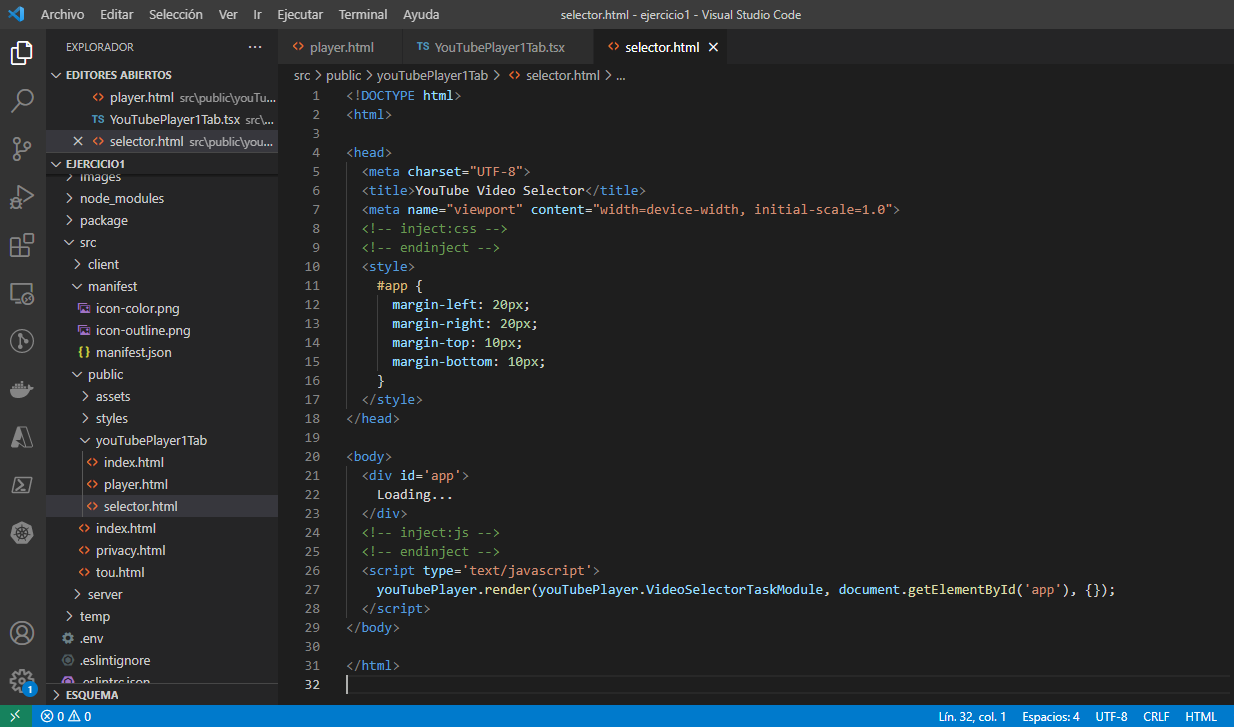 Archivo Editar Selección Ver Ir Ejecutar Terminal Ayuda selector.html - ejercicio1 - Visual Studio Code
EXPLORADOR ...
EDITORES ABIERTOS
player.html src\public\youTu...
TS YouTubePlayer1Tab.tsx src\...
selector.html src\public\you...
EJERCICIO1
images
node_modules
package
src
client
manifest
icon-color.png
icon-outline.png
{} manifest.json
public
assets
styles
youTubePlayer1Tab
index.html
player.html
selector.html
index.html
privacy.html
tou.html
server
temp
.env
.eslintignore
.eslintrc.json
ESQUEMA
player.html TS YouTubePlayer1Tab.tsx selector.html
src > public > youTubePlayer1Tab > selector.html > ...
1 <!DOCTYPE html>
2 <html>
3
4 <head>
5 <meta charset="UTF-8">
6 <title>YouTube Video Selector</title>
7 <meta name="viewport" content="width=device-width, initial-scale=1.0">
8 <!-- inject:css -->
9 <!-- endinject -->
10 <style>
11 #app {
12 margin-left: 20px;
13 margin-right: 20px;
14 margin-top: 10px;
15 margin-bottom: 10px;
16 }
17 </style>
18 </head>
19
20 <body>
21 <div id='app'>
22 Loading...
23 </div>
24 <!-- inject:js -->
25 <!-- endinject -->
26 <script type='text/javascript'>
27 youTubePlayer.render(youTubePlayer.VideoSelectorTaskModule, document.getElementById('app'), {});
28 </script>
29 </body>
30
31 </html>
32
1
0 0 Lín. 32, col. 1 Espacios: 4 UTF-8 CRLF HTML